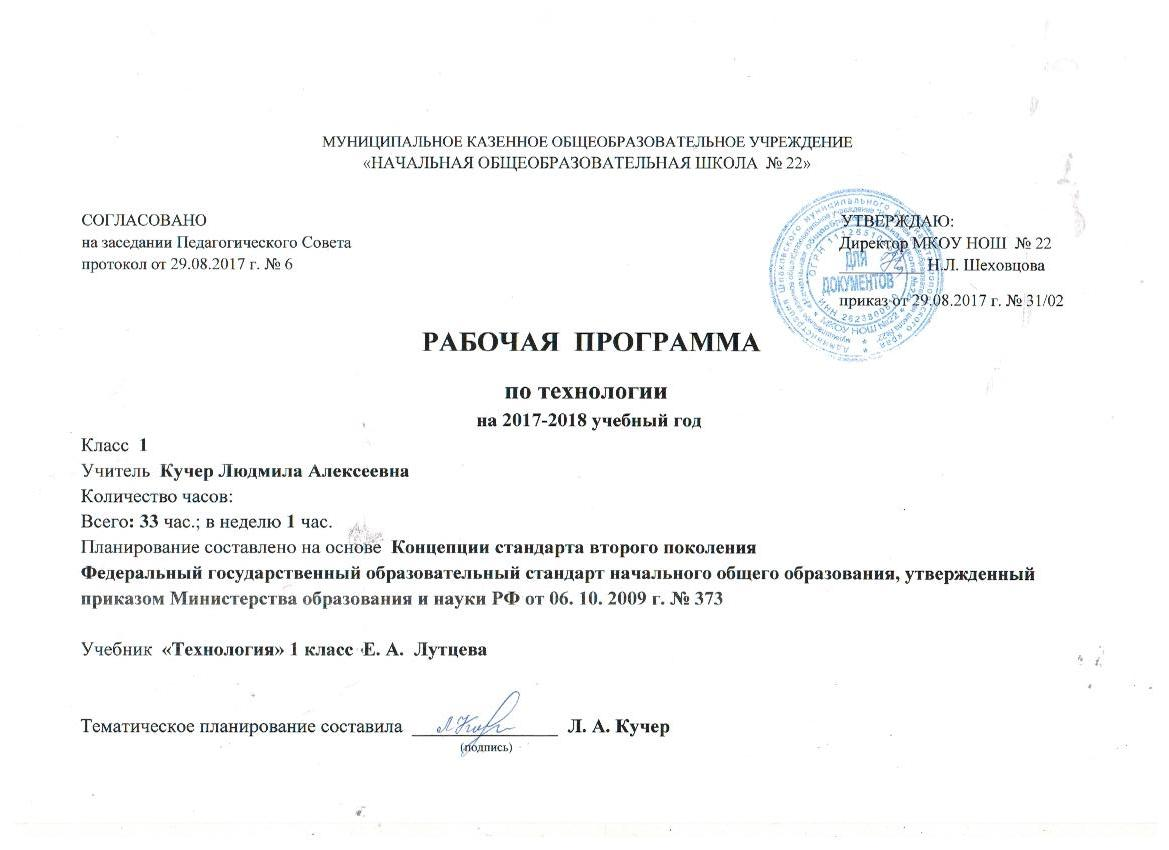 МУНИЦИПАЛЬНОЕ КАЗЕННОЕ ОБЩЕОБРАЗОВАТЕЛЬНОЕ УЧРЕЖДЕНИЕ
«НАЧАЛЬНАЯ ОБЩЕОБРАЗОВАТЕЛЬНАЯ ШКОЛА № 22»
СОГЛАСОВАНО
на заседании Педагогического Совета
протокол от 29.08.2017 г. № 6
УТВЕРЖДАЮ:
Директор МКОУ НОШ № 22
Н.Л. Шеховцова
приказ от 29.08.2017 г. № 31/02
ДЛЯ
ДОКУМЕНТОВ
МКОУ НОШ №22
РАБОЧАЯ ПРОГРАММА
по технологии
на 2017-2018 учебный год
Класс 1
Учитель Кучер Людмила Алексеевна
Количество часов:
Всего: 33 час.; в неделю 1 час.
Планирование составлено на основе Концепции стандарта второго поколения
Федеральный государственный образовательный стандарт начального общего образования, утвержденный
приказом Министерства образования и науки РФ от 06. 10. 2009 г. № 373
Учебник «Технология» 1 класс Е. А. Лутцева
Тематическое планирование составила ________________ Л. А. Кучер
(подпись)